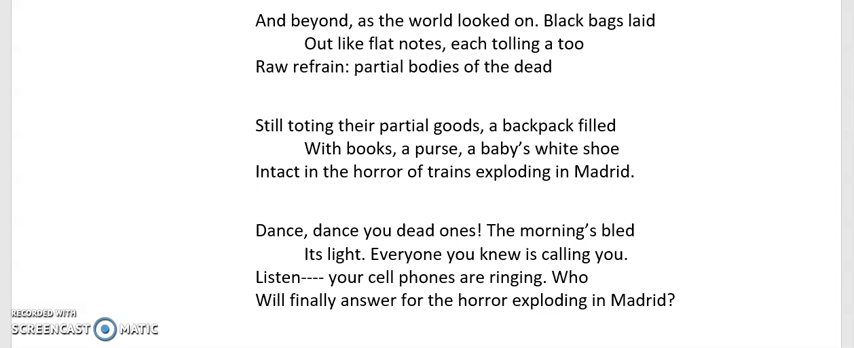 And beyond, as the world looked on. Black bags laid
Out like flat notes, each tolling a too
Raw refrain: partial bodies of the dead
Still toting their partial goods, a backpack filled
With books, a purse, a baby’s white shoe
Intact in the horror of trains exploding in Madrid.
Dance, dance you dead ones! The morning’s bled
Its light. Everyone you knew is calling you.
Listen---- your cell phones are ringing. Who
Will finally answer for the horror exploding in Madrid?
RECORDED WITH
SCREENCAST MATIC